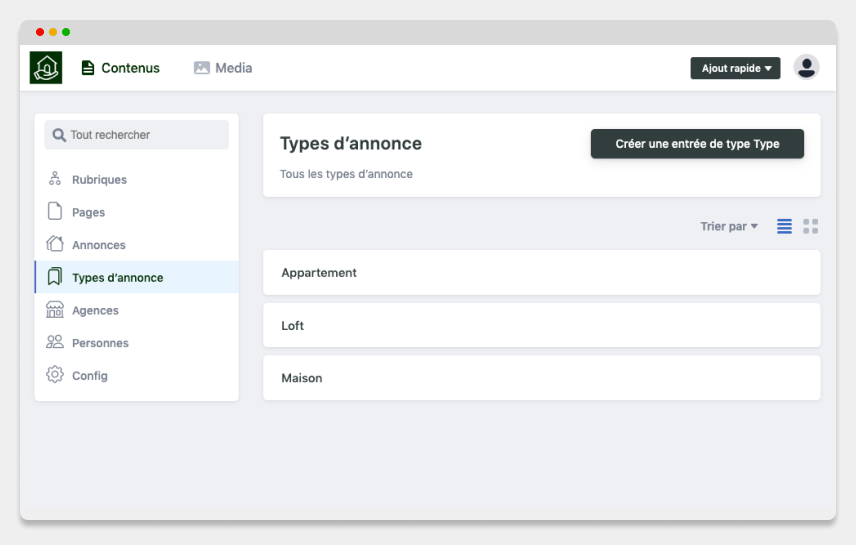 Contenus
Media
Ajout rapide
Tout rechercher
Rubriques
Pages
Annonces
Types d’annonce
Agences
Personnes
Config
Types d’annonce
Créer une entrée de type Type
Tous les types d’annonce
Trier par
Appartement
Loft
Maison